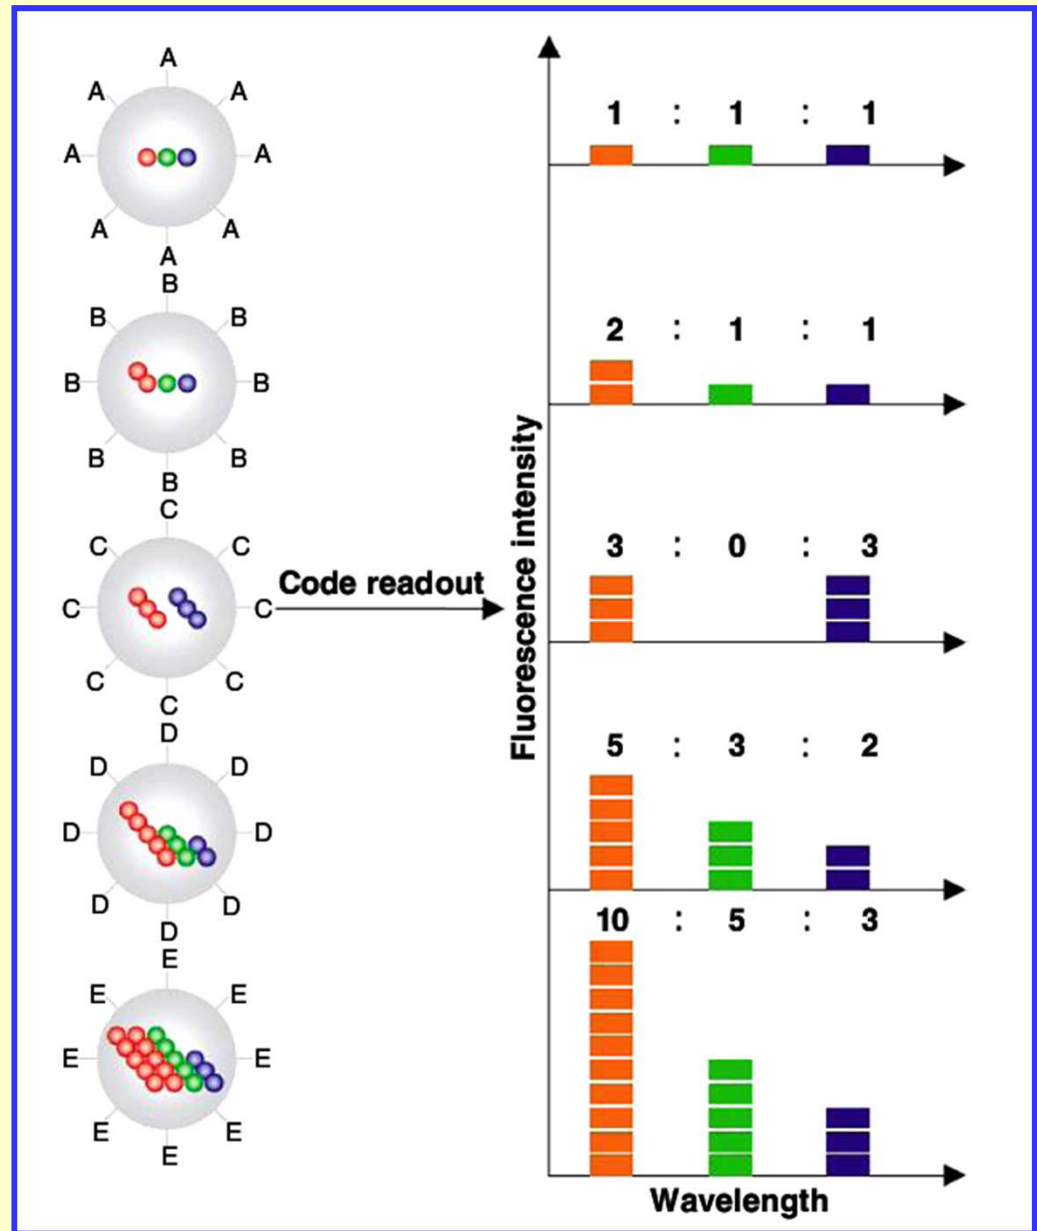 A
A A
A A
A A
A
B
B B
B B
B B
B
C
C C
C C
C C
C
D
D D
D D
D D
D
E
E E
E E
E E
E
Code readout
Fluorescence intensity
1 : 1 : 1
2 : 1 : 1
3 : 0 : 3
5 : 3 : 2
10 : 5 : 3
Wavelength